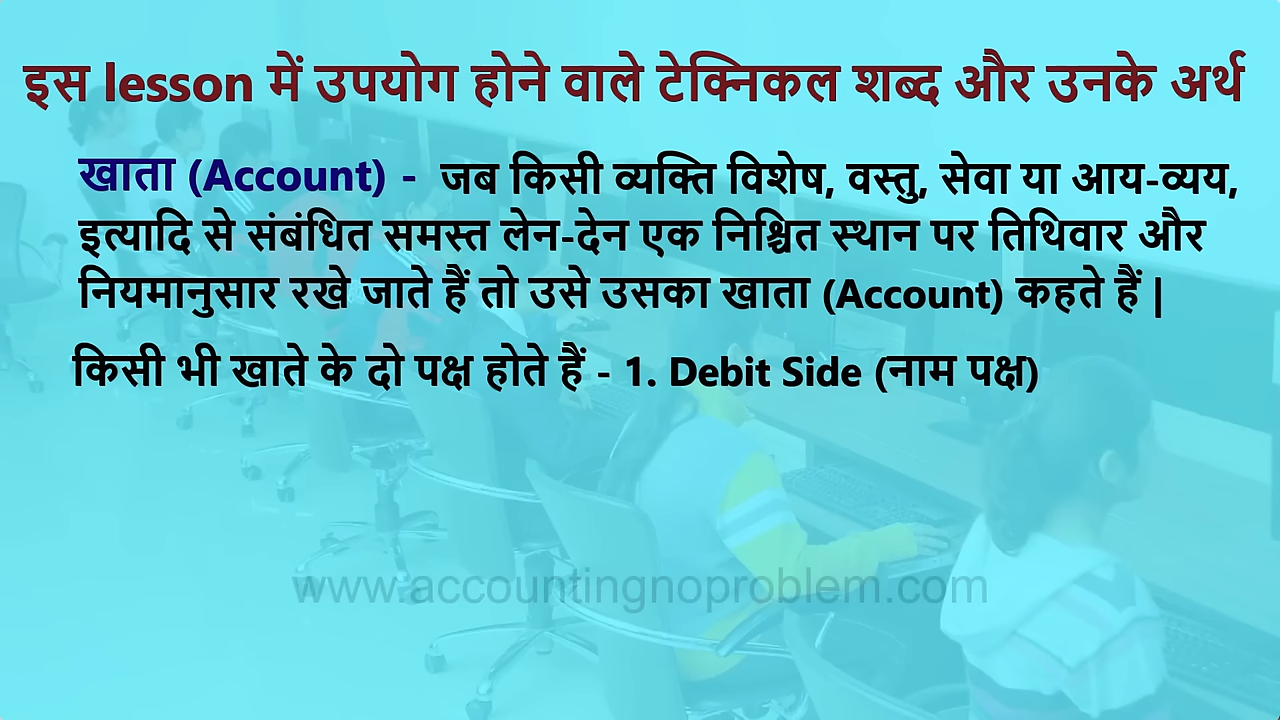 इस lesson में उपयोग होने वाले टेक्निकल शब्द और उनके अर्थ
खाता (Account) - जब किसी व्यक्ति विशेष, वस्तु, सेवा या आय-व्यय,
इत्यादि से संबंधित समस्त लेन-देन एक निश्चित स्थान पर तिथिवार और
नियमानुसार रखे जाते हैं तो उसे उसका खाता (Account) कहते हैं |
किसी भी खाते के दो पक्ष होते हैं - 1. Debit Side (नाम पक्ष)
www.accountingnoproblem.com